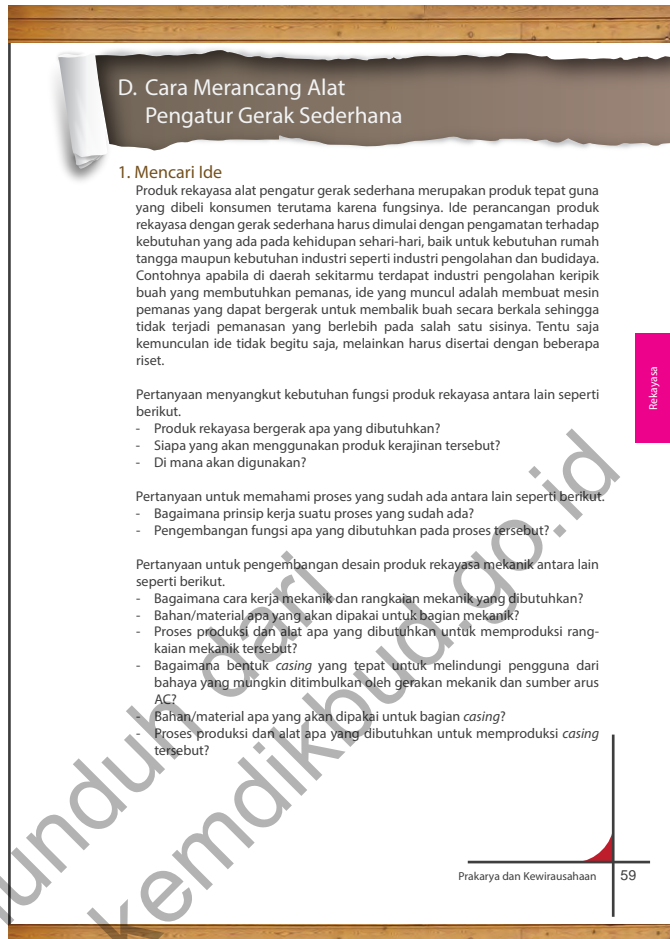 D. Cara Merancang Alat
Pengatur Gerak Sederhana
1. Mencari Ide
Produk rekayasa alat pengatur gerak sederhana merupakan produk tepat guna
yang dibeli konsumen terutama karena fungsinya. Ide perancangan produk
rekayasa dengan gerak sederhana harus dimulai dengan pengamatan terhadap
kebutuhan yang ada pada kehidupan sehari-hari, baik untuk kebutuhan rumah
tangga maupun kebutuhan industri seperti industri pengolahan dan budidaya.
Contohnya apabila di daerah sekitarmu terdapat industri pengolahan keripik
buah yang membutuhkan pemanas, ide yang muncul adalah membuat mesin
pemanas yang dapat bergerak untuk membalik buah secara berkala sehingga
tidak terjadi pemanasan yang berlebih pada salah satu sisinya. Tentu saja
kemunculan ide tidak begitu saja, melainkan harus disertai dengan beberapa
riset.
Pertanyaan menyangkut kebutuhan fungsi produk rekayasa antara lain seperti
berikut.
- Produk rekayasa bergerak apa yang dibutuhkan?
- Siapa yang akan menggunakan produk kerajinan tersebut?
- Di mana akan digunakan?
Pertanyaan untuk memahami proses yang sudah ada antara lain seperti berikut.
- Bagaimana prinsip kerja suatu proses yang sudah ada?
- Pengembangan fungsi apa yang dibutuhkan pada proses tersebut?
Pertanyaan untuk pengembangan desain produk rekayasa mekanik antara lain
seperti berikut.
- Bagaimana cara kerja mekanik dan rangkaian mekanik yang dibutuhkan?
- Bahan/material apa yang akan dipakai untuk bagian mekanik?
- Proses produksi dan alat apa yang dibutuhkan untuk memproduksi rang-
kaian mekanik tersebut?
- Bagaimana bentuk casing yang tepat untuk melindungi pengguna dari
bahaya yang mungkin ditimbulkan oleh gerakan mekanik dan sumber arus
AC?
- Bahan/material apa yang akan dipakai untuk bagian casing?
- Proses produksi dan alat apa yang dibutuhkan untuk memproduksi casing
tersebut?
Rekayasa
Prakarya dan Kewirausahaan 59
unduh dari
kemdikbud.go.id